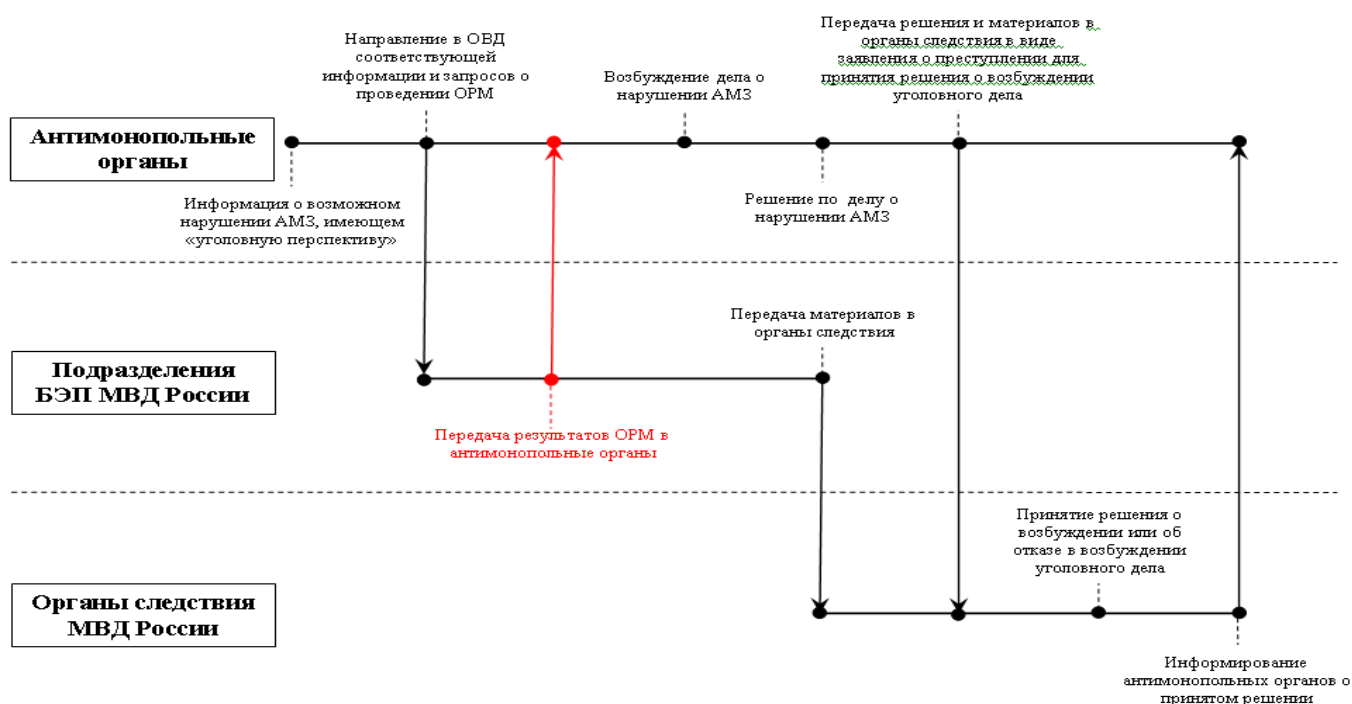 Передача решения и материалов в
органы следствия в виде
заявления о преступлении для
принятия решения о возбуждении
уголовного дела
Направление в ОВД
соответствующей
информации и запросов о
проведении ОРМ
Возбуждение дела о
нарушении АМЗ
Антимонопольные
органы
Информация о возможном
нарушении АМЗ, имеющем
«уголовную перспективу»
Решение по делу о
нарушении АМЗ
Передача материалов в
органы следствия
Подразделения
БЭП МВД России
Передача результатов ОРМ в
антимонопольные органы
Принятие решения о
возбуждении или об
отказе в возбуждении
уголовного дела
Органы следствия
МВД России
Информирование
антимонопольных органов о
принятом решении